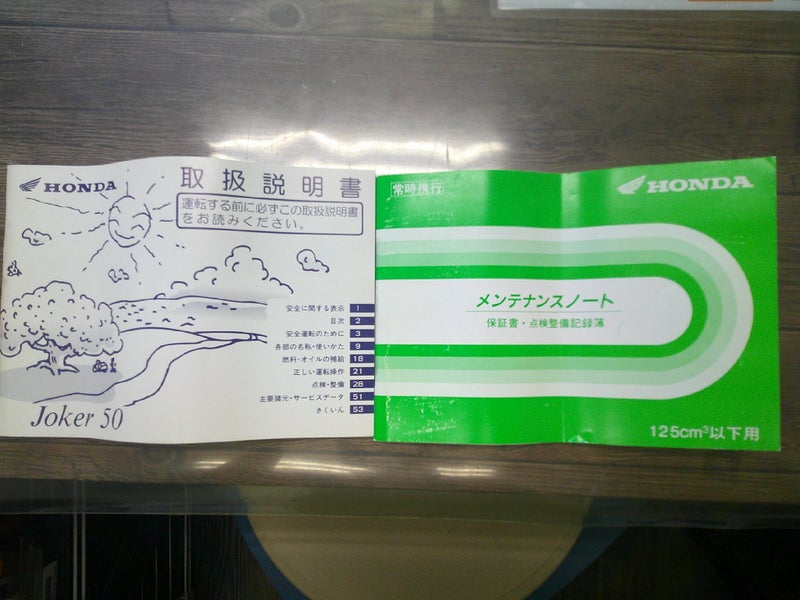 HONDA
取扱説明書
運転する前に必ずこの取扱説明書
をお読みください。
安全に関する表示 1
目次 2
安全運転のために 3
各部の名称・使いかた 9
燃料・オイルの補給 18
正しい運転操作 21
点検・整備 28
主要諸元・サービスデータ 51
さくいん 53
Joker 50
常時携行
HONDA
メンテナンスノート
保証書・点検整備記録簿
125cm³以下用